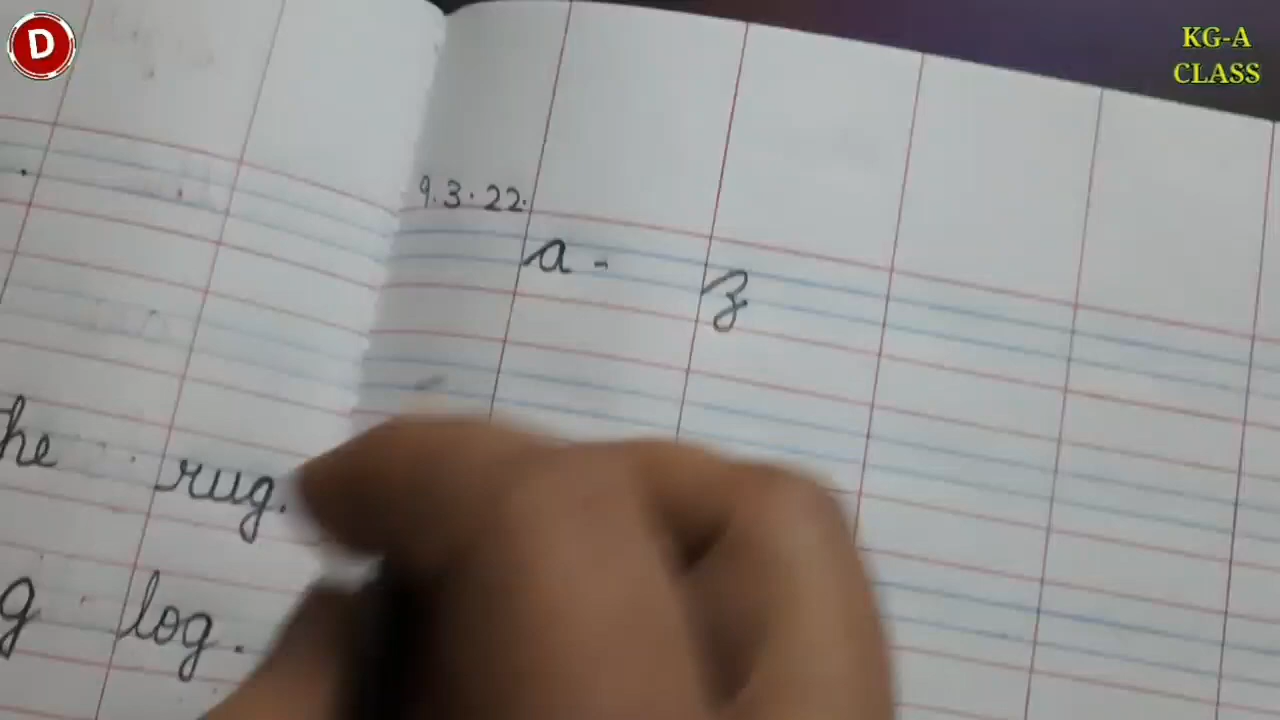 D
KG-A
CLASS
9.3.22.
a - z
he rug.
g log.